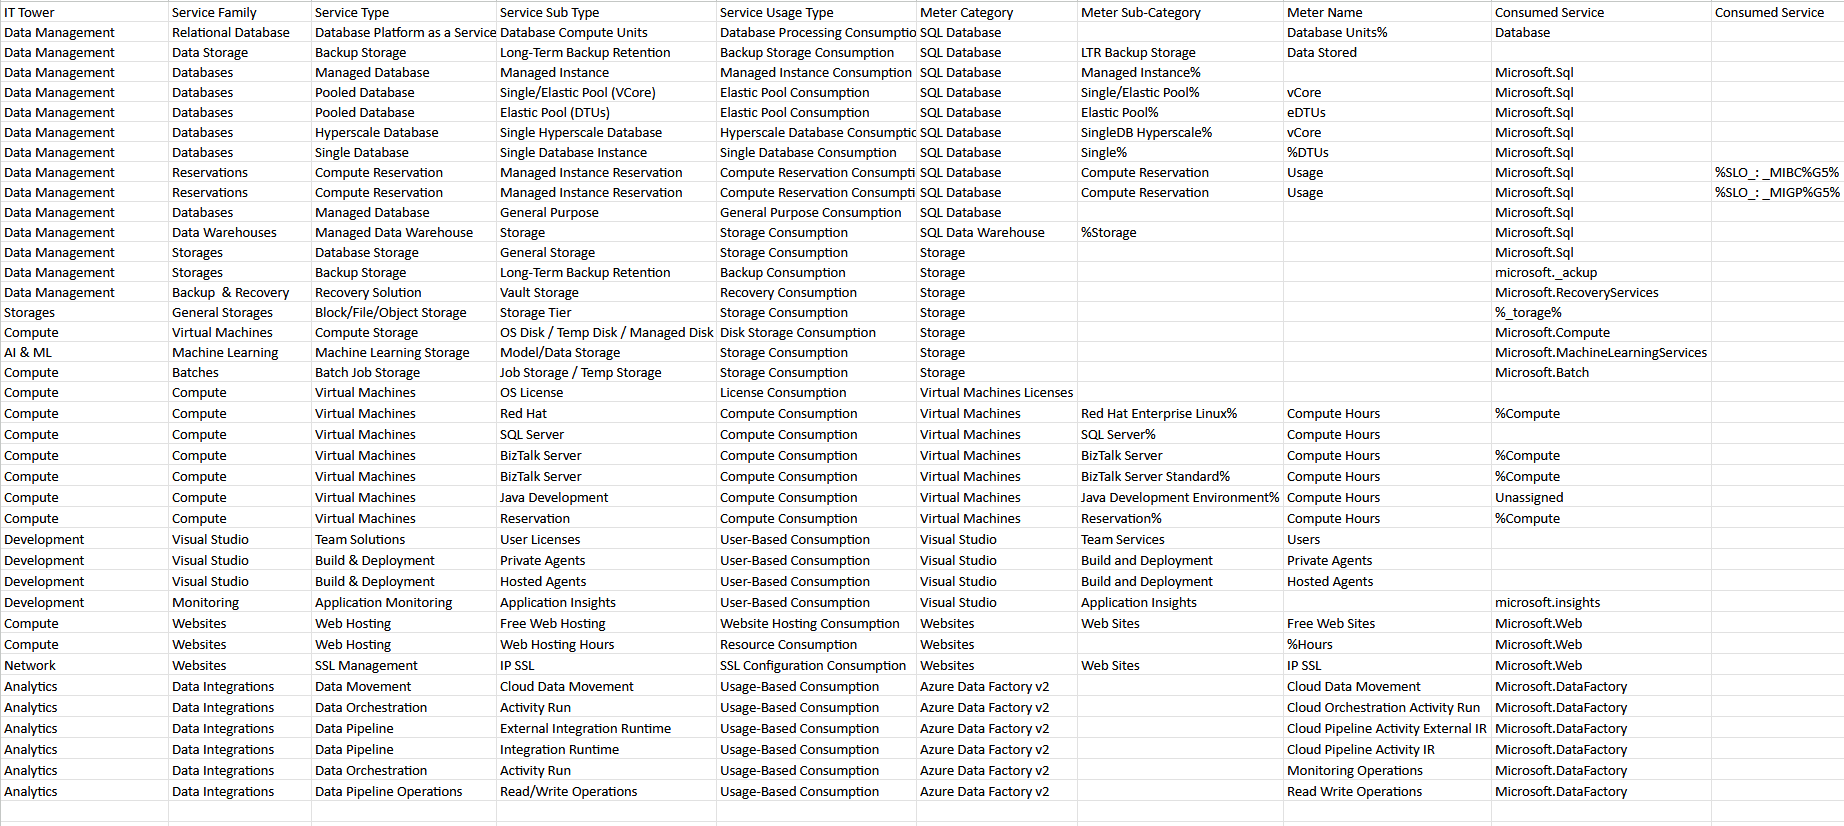 IT Tower Service Family Service Type Service Sub Type Service Usage Type Meter Category Meter Sub-Category Meter Name Consumed Service Consumed Service
Data Management Relational Database Database Platform as a Service Database Compute Units Database Processing Consumptio SQL Database Database Units% Database
Data Management Data Storage Backup Storage Long-Term Backup Retention Backup Storage Consumption SQL Database LTR Backup Storage Data Stored
Data Management Databases Managed Database Managed Instance Managed Instance Consumption SQL Database Managed Instance% Microsoft.Sql
Data Management Databases Pooled Database Single/Elastic Pool (VCore) Elastic Pool Consumption SQL Database Single/Elastic Pool% vCore Microsoft.Sql
Data Management Databases Pooled Database Elastic Pool (DTUs) Elastic Pool Consumption SQL Database Elastic Pool% eDTUs Microsoft.Sql
Data Management Databases Hyperscale Database Single Hyperscale Database Hyperscale Database Consumptic SQL Database SingleDB Hyperscale% vCore Microsoft.Sql
Data Management Databases Single Database Single Database Instance Single Database Consumption SQL Database Single% %DTUs Microsoft.Sql
Data Management Reservations Compute Reservation Managed Instance Reservation Compute Reservation Consumpti SQL Database Compute Reservation Usage Microsoft.Sql %SLO_: _MIBC%G5%
Data Management Reservations Compute Reservation Managed Instance Reservation Compute Reservation Consumpti SQL Database Compute Reservation Usage Microsoft.Sql %SLO_: _MIGP%G5%
Data Management Databases Managed Database General Purpose General Purpose Consumption SQL Database Microsoft.Sql
Data Management Data Warehouses Managed Data Warehouse Storage Storage Consumption SQL Data Warehouse %Storage Microsoft.Sql
Data Management Storages Database Storage General Storage Storage Consumption Storage Microsoft.Sql
Data Management Storages Backup Storage Long-Term Backup Retention Backup Consumption Storage microsoft._ackup
Data Management Backup & Recovery Recovery Solution Vault Storage Recovery Consumption Storage Microsoft.RecoveryServices
Storages General Storages Block/File/Object Storage Storage Tier Storage Consumption Storage %_torage%
Compute Virtual Machines Compute Storage OS Disk / Temp Disk / Managed Disk Disk Storage Consumption Storage Microsoft.Compute
AI & ML Machine Learning Machine Learning Storage Model/Data Storage Storage Consumption Storage Microsoft.MachineLearningServices
Compute Batches Batch Job Storage Job Storage / Temp Storage Storage Consumption Storage Microsoft.Batch
Compute Compute Virtual Machines OS License License Consumption Virtual Machines Licenses
Compute Compute Virtual Machines Red Hat Compute Consumption Virtual Machines Red Hat Enterprise Linux% Compute Hours %Compute
Compute Compute Virtual Machines SQL Server Compute Consumption Virtual Machines SQL Server% Compute Hours
Compute Compute Virtual Machines BizTalk Server Compute Consumption Virtual Machines BizTalk Server Compute Hours %Compute
Compute Compute Virtual Machines BizTalk Server Compute Consumption Virtual Machines BizTalk Server Standard% Compute Hours %Compute
Compute Compute Virtual Machines Java Development Compute Consumption Virtual Machines Java Development Environment% Compute Hours Unassigned
Compute Compute Virtual Machines Reservation Compute Consumption Virtual Machines Reservation% Compute Hours %Compute
Development Visual Studio Team Solutions User Licenses User-Based Consumption Visual Studio Team Services Users
Development Visual Studio Build & Deployment Private Agents User-Based Consumption Visual Studio Build and Deployment Private Agents
Development Visual Studio Build & Deployment Hosted Agents User-Based Consumption Visual Studio Build and Deployment Hosted Agents
Development Monitoring Application Monitoring Application Insights User-Based Consumption Visual Studio Application Insights microsoft.insights
Compute Websites Web Hosting Free Web Hosting Website Hosting Consumption Websites Web Sites Free Web Sites Microsoft.Web
Compute Websites Web Hosting Web Hosting Hours Resource Consumption Websites %Hours Microsoft.Web
Network Websites SSL Management IP SSL SSL Configuration Consumption Websites Web Sites IP SSL Microsoft.Web
Analytics Data Integrations Data Movement Cloud Data Movement Usage-Based Consumption Azure Data Factory v2 Cloud Data Movement Microsoft.DataFactory
Analytics Data Integrations Data Orchestration Activity Run Usage-Based Consumption Azure Data Factory v2 Cloud Orchestration Activity Run Microsoft.DataFactory
Analytics Data Integrations Data Pipeline External Integration Runtime Usage-Based Consumption Azure Data Factory v2 Cloud Pipeline Activity External IR Microsoft.DataFactory
Analytics Data Integrations Data Pipeline Integration Runtime Usage-Based Consumption Azure Data Factory v2 Cloud Pipeline Activity IR Microsoft.DataFactory
Analytics Data Integrations Data Orchestration Activity Run Usage-Based Consumption Azure Data Factory v2 Monitoring Operations Microsoft.DataFactory
Analytics Data Integrations Data Pipeline Operations Read/Write Operations Usage-Based Consumption Azure Data Factory v2 Read Write Operations Microsoft.DataFactory